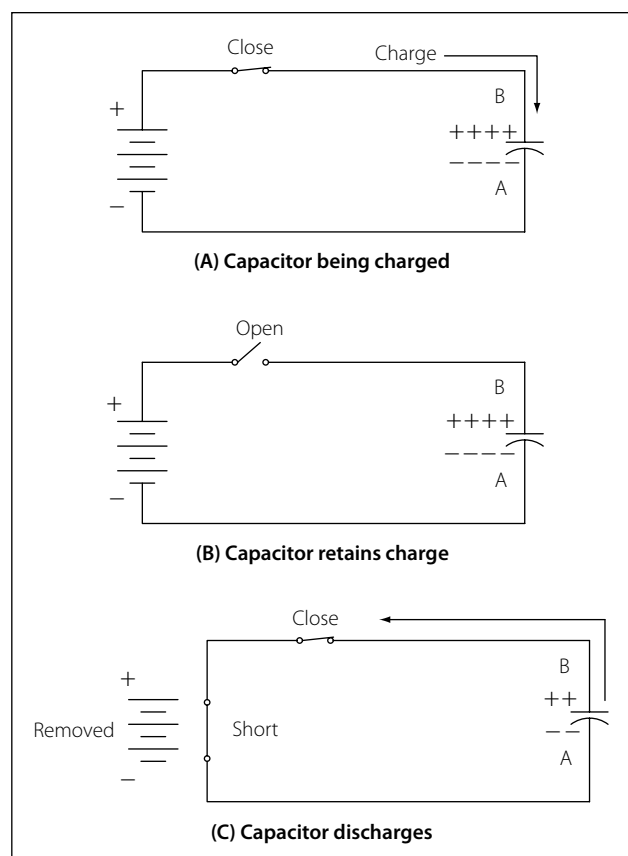 Close
Charge
B
+
++++
−−−−
−
A
(A) Capacitor being charged
Open
B
+
++++
−−−−
−
A
(B) Capacitor retains charge
Close
B
+
++
Removed
Short
−−
A
−
(C) Capacitor discharges